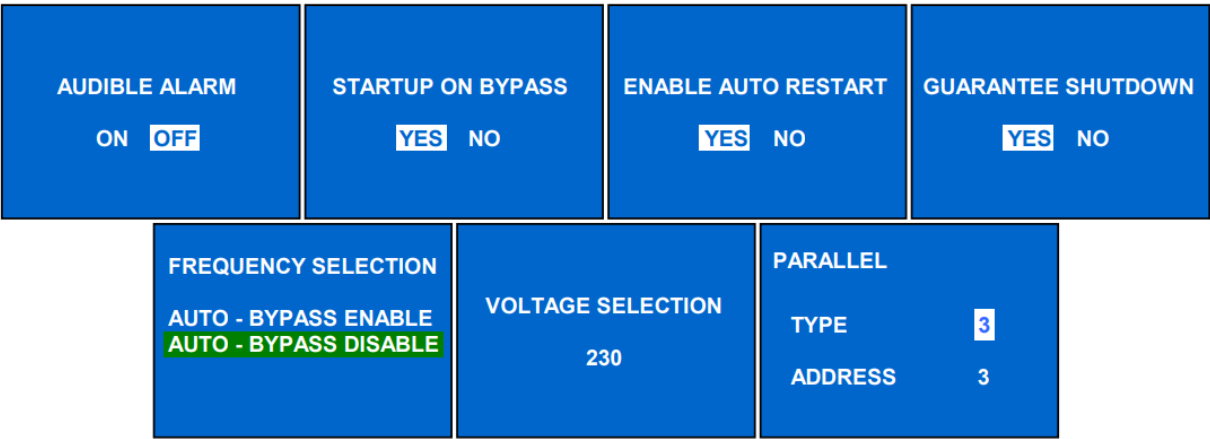 AUDIBLE ALARM
ON OFF
STARTUP ON BYPASS
YES NO
ENABLE AUTO RESTART
YES NO
GUARANTEE SHUTDOWN
YES NO
FREQUENCY SELECTION
AUTO - BYPASS ENABLE
AUTO - BYPASS DISABLE
VOLTAGE SELECTION
230
PARALLEL
TYPE 3
ADDRESS 3